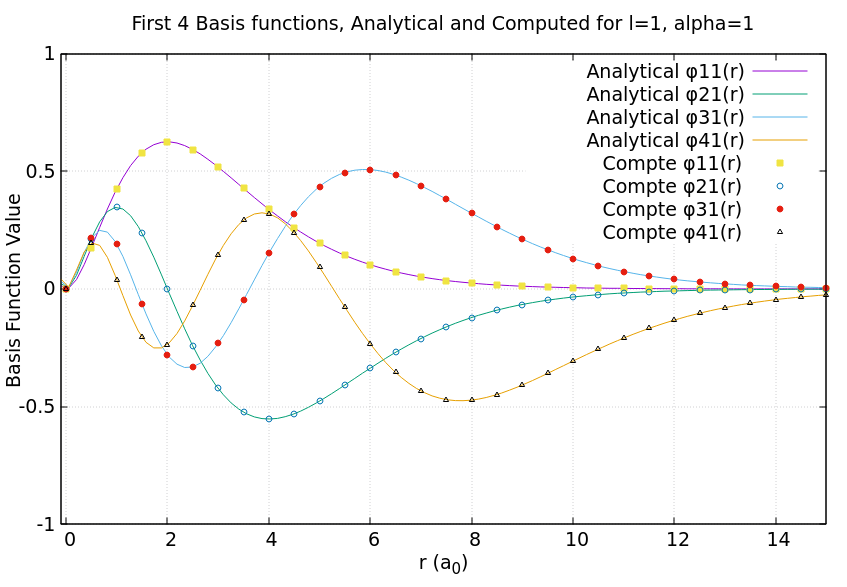 First 4 Basis functions, Analytical and Computed for l=1, alpha=1
Analytical φ11(r)
Analytical φ21(r)
Analytical φ31(r)
Analytical φ41(r)
Compte φ11(r)
Compte φ21(r)
Compte φ31(r)
Compte φ41(r)
Basis Function Value
1
0.5
0
-0.5
-1
0 2 4 6 8 10 12 14
r (a0)